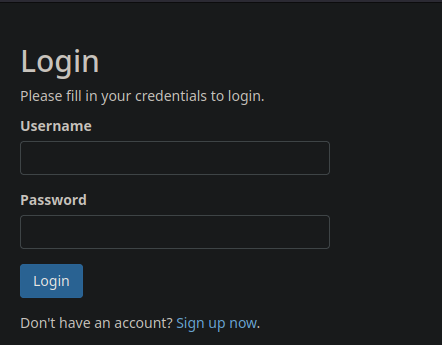 Login
Please fill in your credentials to login.
Username
Password
Login
Don't have an account? Sign up now.